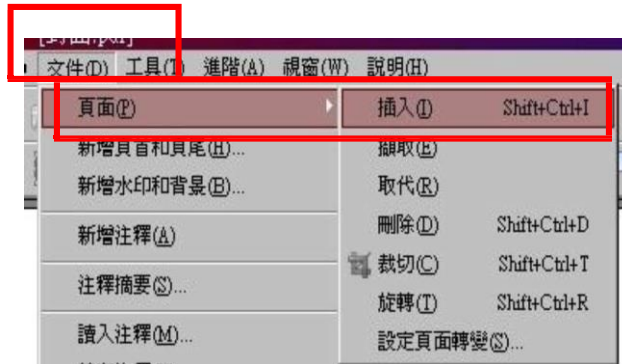 [封面.pdf]
文件(D) 工具(T) 進階(A) 視窗(W) 說明(H)
頁面(P)
新增頁首和頁尾(H)...
新增水印和背景(B)...
新增注釋(A)
注釋摘要(S)...
讀入注釋(M)...
插入(I) Shift+Ctrl+I
擷取(E)
取代(R)
刪除(D) Shift+Ctrl+D
裁切(C) Shift+Ctrl+T
旋轉(T) Shift+Ctrl+R
設定頁面轉變(S)...